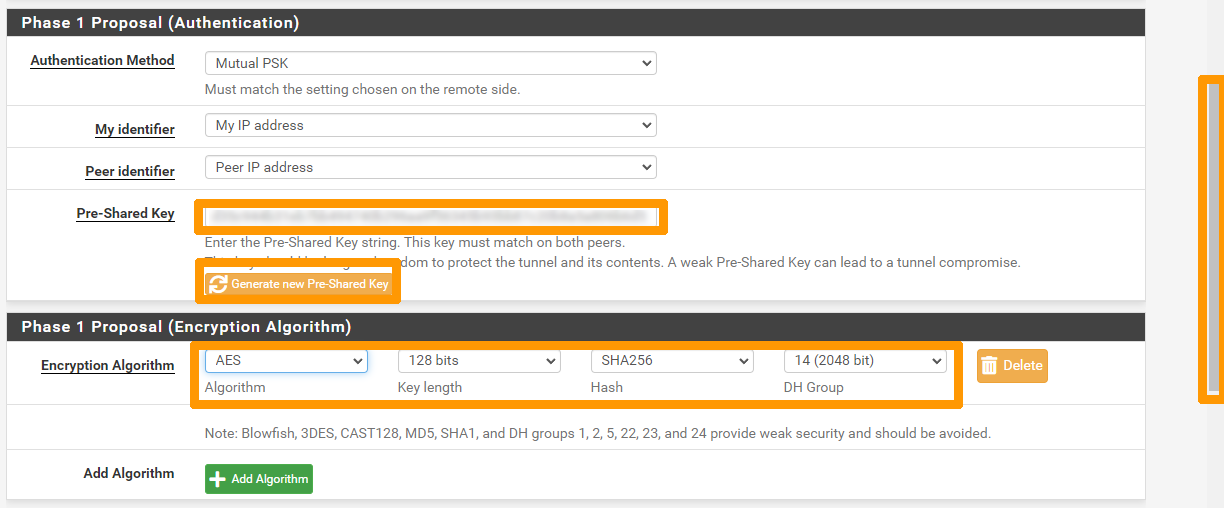 Phase 1 Proposal (Authentication)
Authentication Method
Mutual PSK
Must match the setting chosen on the remote side.
My identifier
My IP address
Peer identifier
Peer IP address
Pre-Shared Key
Enter the Pre-Shared Key string. This key must match on both peers.
to protect the tunnel and its contents. A weak Pre-Shared Key can lead to a tunnel compromise.
Generate new Pre-Shared Key
Phase 1 Proposal (Encryption Algorithm)
Encryption Algorithm
AES 128 bits SHA256 14 (2048 bit) Delete
Algorithm Key length Hash DH Group
Note: Blowfish, 3DES, CAST128, MD5, SHA1, and DH groups 1, 2, 5, 22, 23, and 24 provide weak security and should be avoided.
Add Algorithm
Add Algorithm